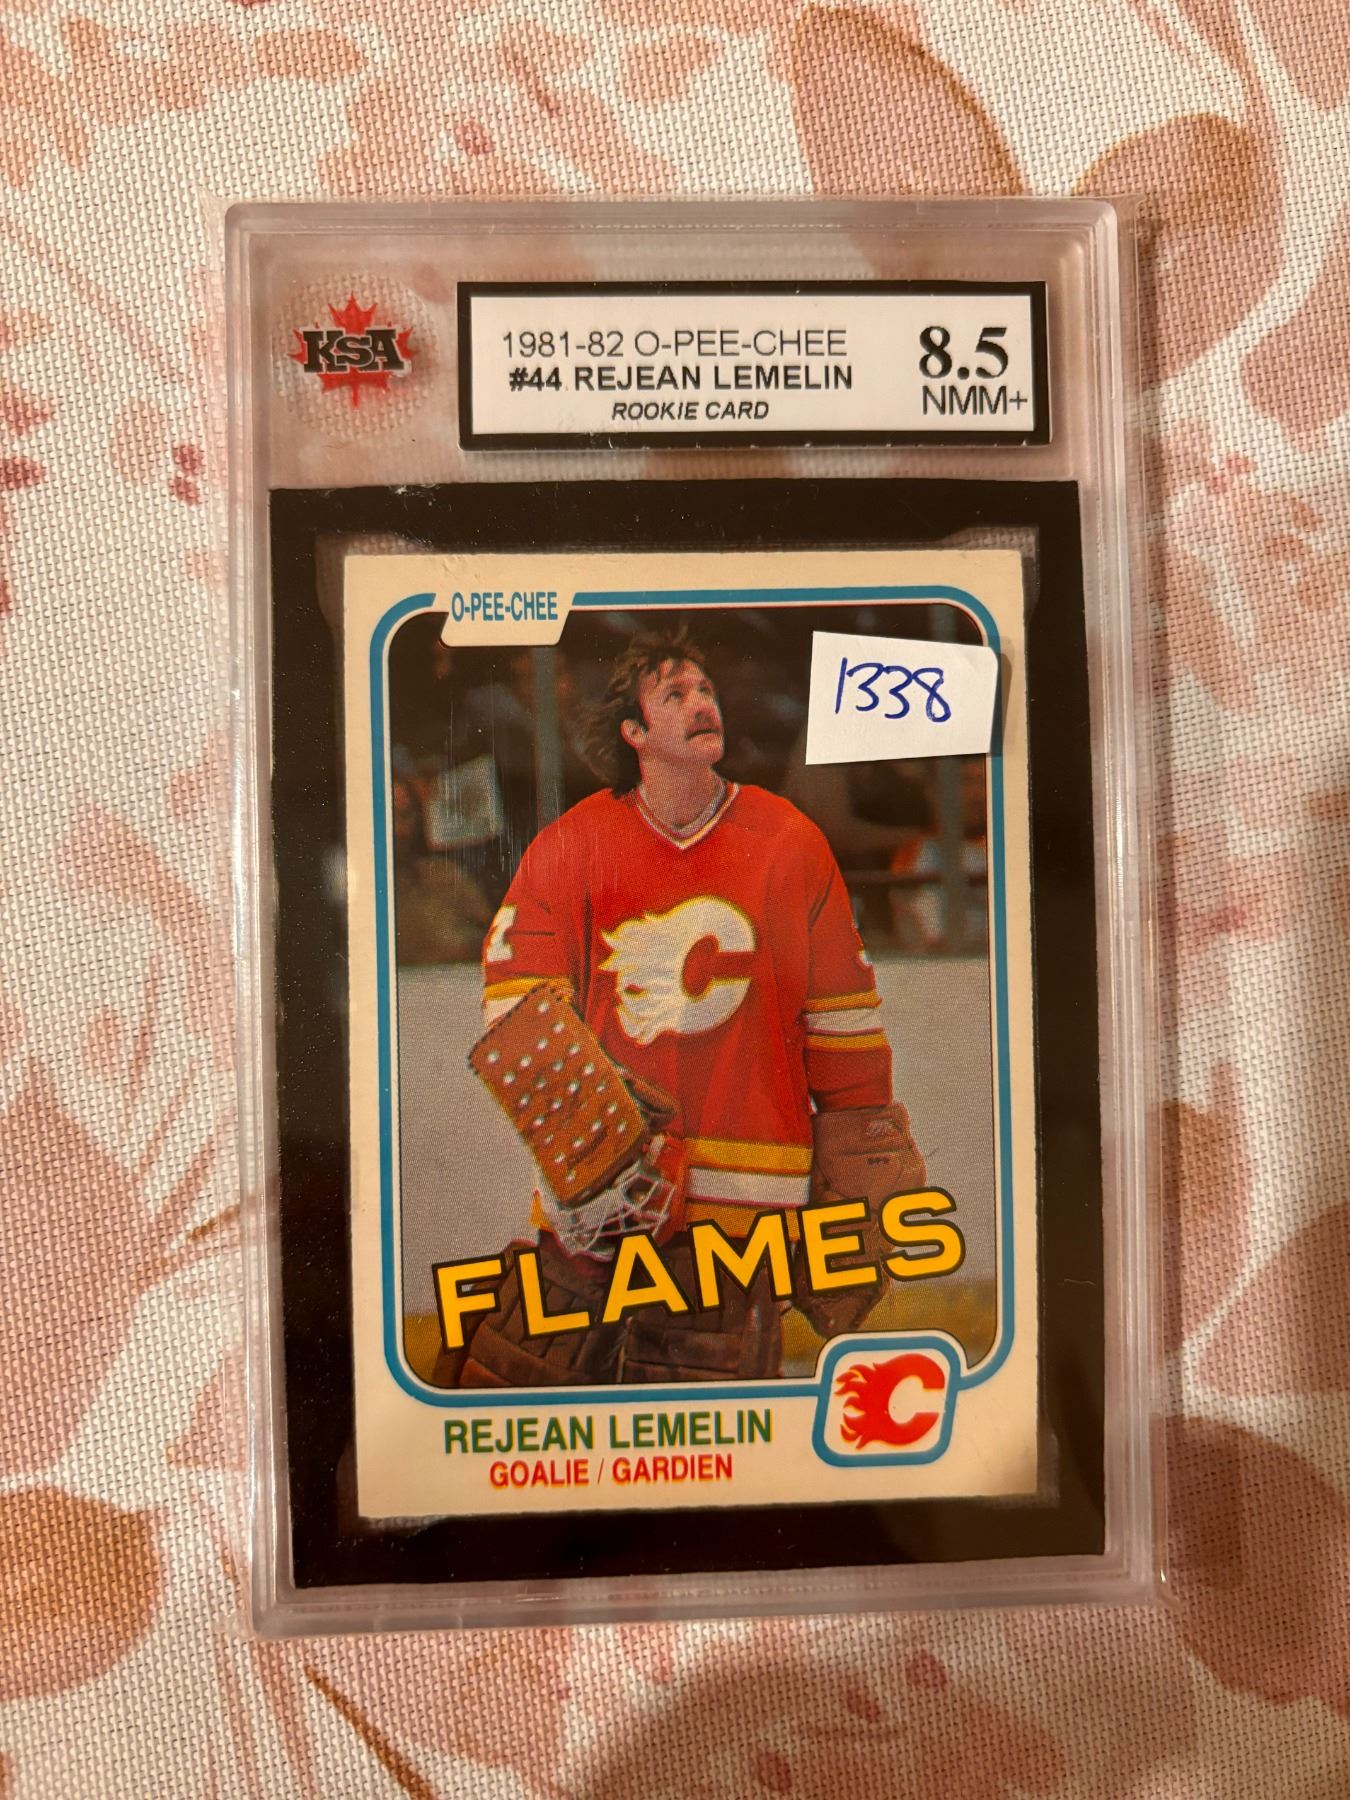 KSA
1981-82 O-PEE-CHEE
#44 REJEAN LEMELIN
ROOKIE CARD
8.5
NMM+
O-PEE-CHEE
1338
C
FLAMES
C
REJEAN LEMELIN
GOALIE / GARDIEN